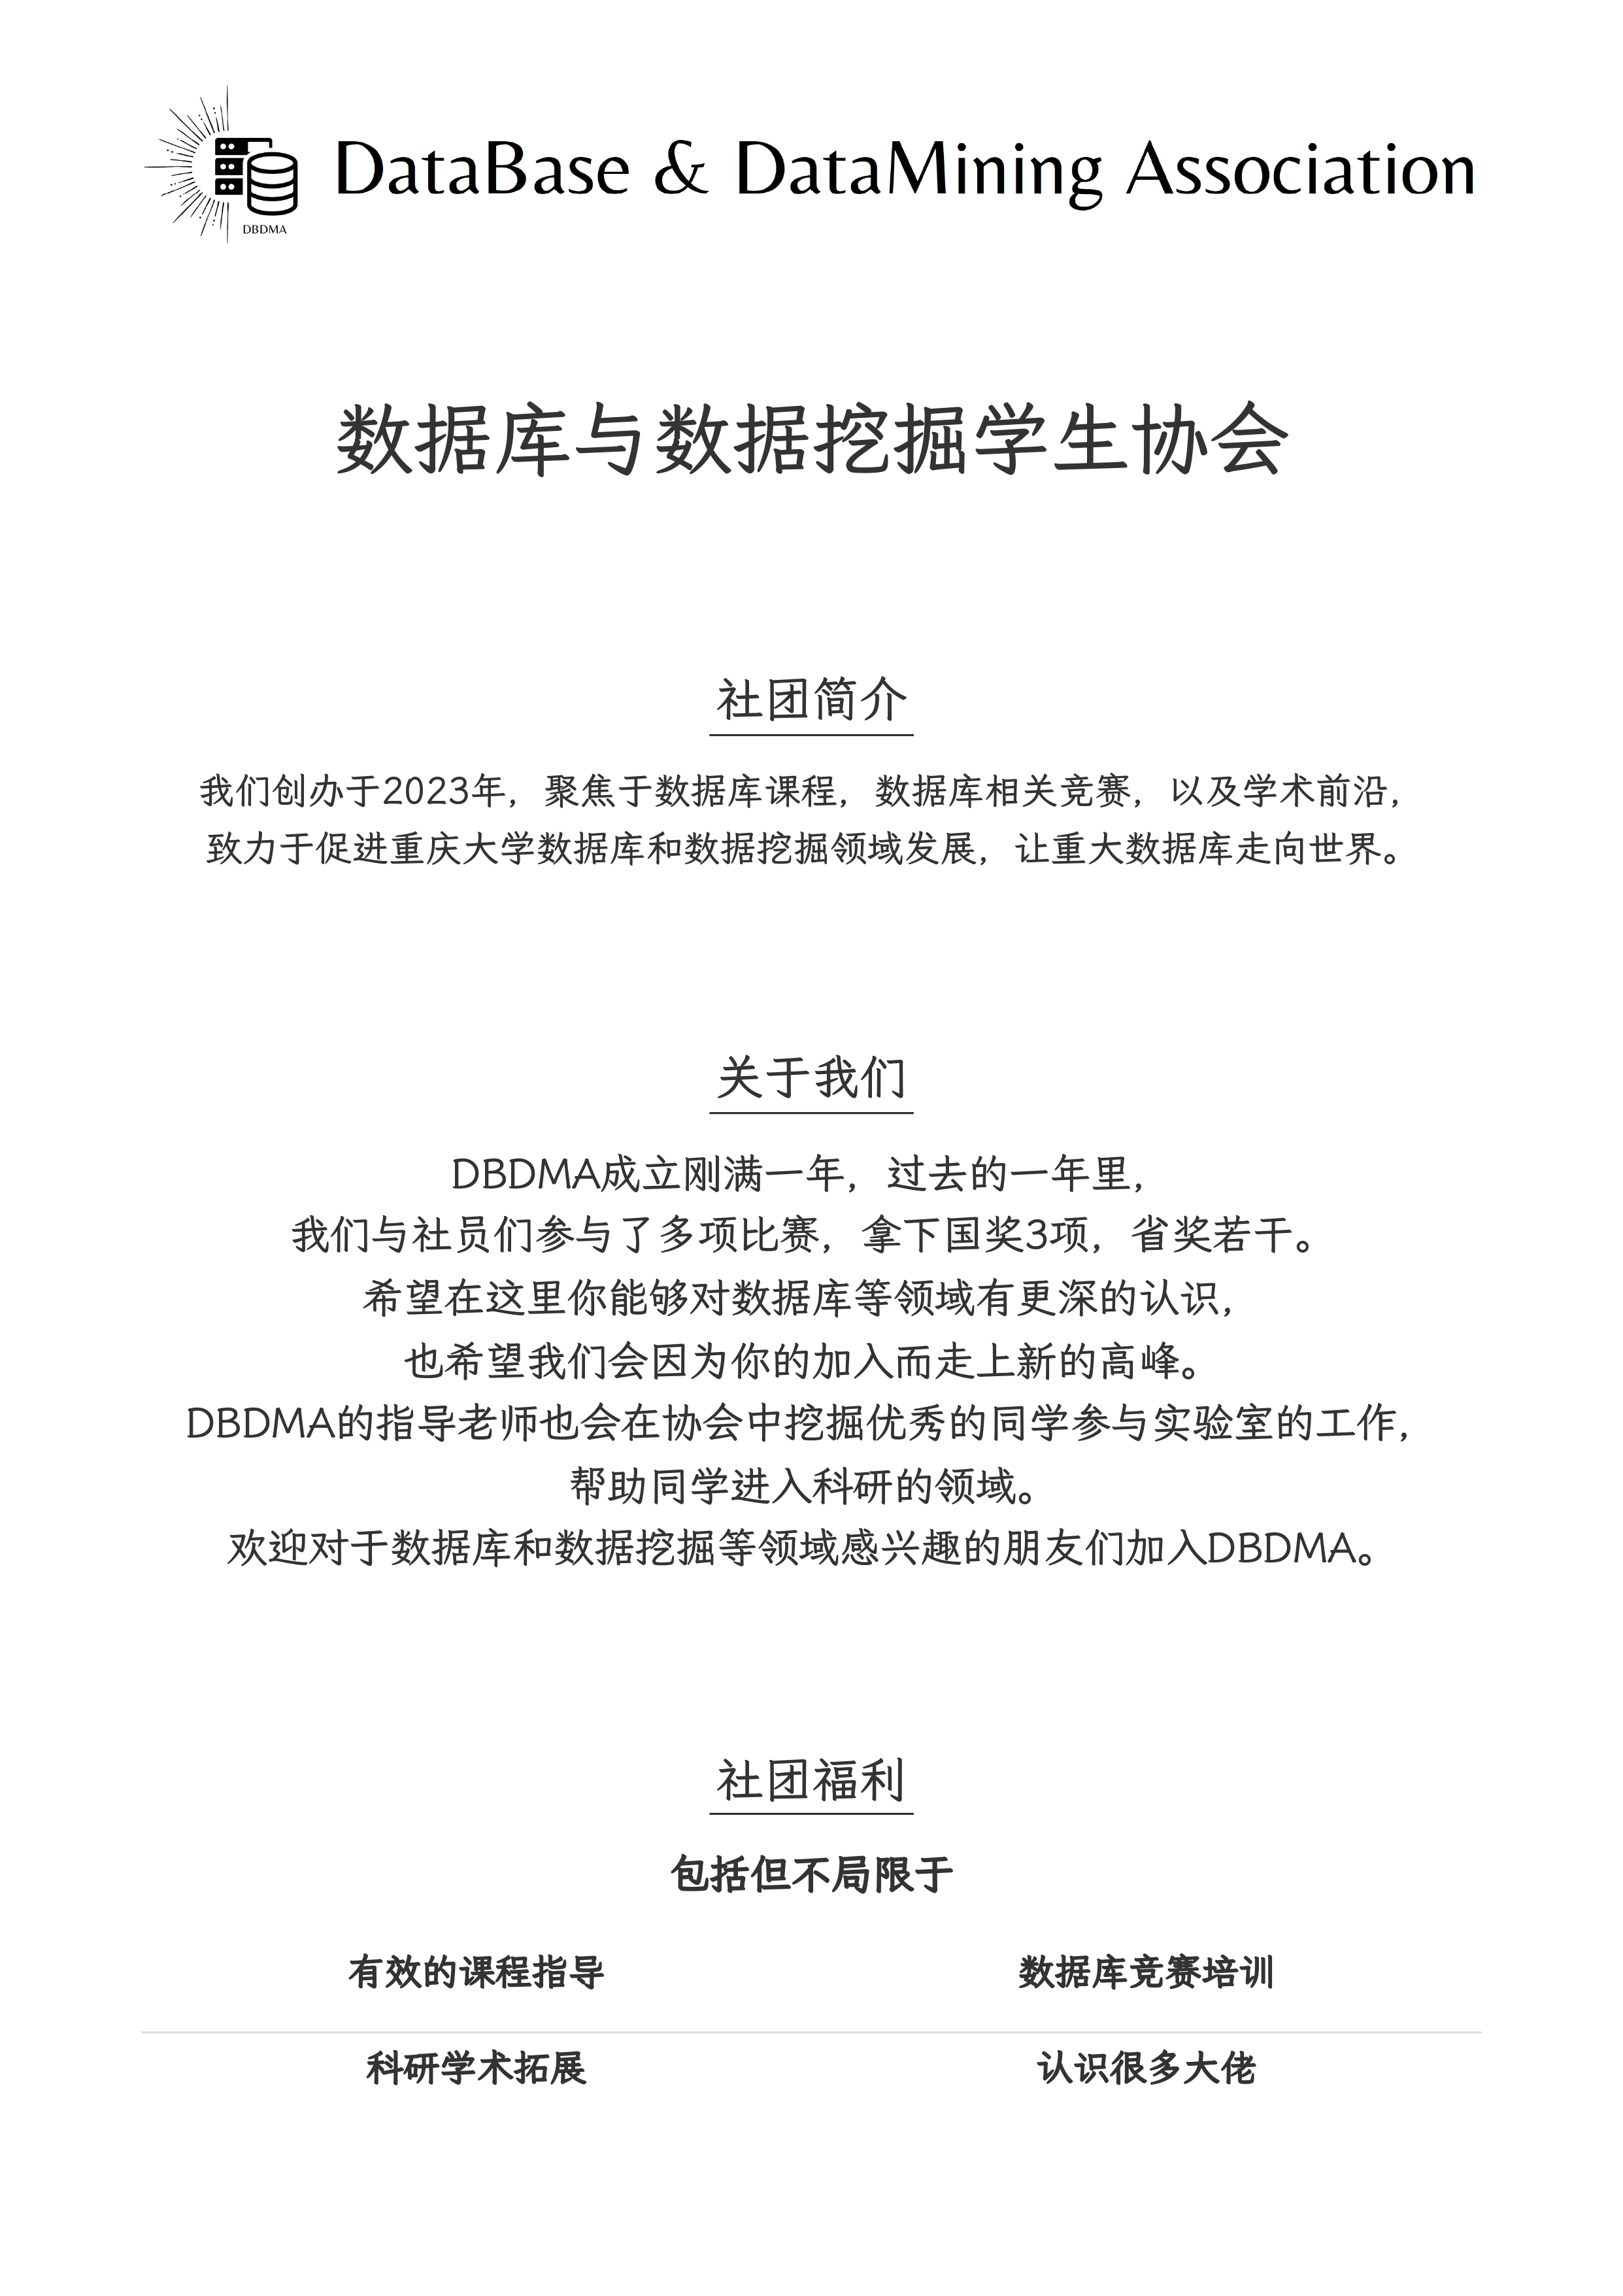 DBDMA
DataBase & DataMining Association
数据库与数据挖掘学生协会
社团简介
我们创办于2023年，聚焦于数据库课程，数据库相关竞赛，以及学术前沿，
致力于促进重庆大学数据库和数据挖掘领域发展，让重大数据库走向世界。
关于我们
DBDMA成立刚满一年，过去的一年里，
我们与社员们参与了多项比赛，拿下国奖3项，省奖若干。
希望在这里你能够对数据库等领域有更深的认识，
也希望我们会因为你的加入而走上新的高峰。
DBDMA的指导老师也会在协会中挖掘优秀的同学参与实验室的工作，
帮助同学进入科研的领域。
欢迎对于数据库和数据挖掘等领域感兴趣的朋友们加入DBDMA。
社团福利
包括但不局限于
有效的课程指导
数据库竞赛培训
科研学术拓展
认识很多大佬